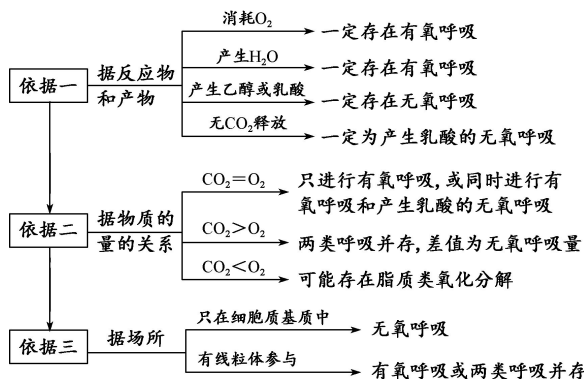 消耗O₂
一定存在有氧呼吸
产生H₂O
一定存在有氧呼吸
依据一
据反应物
和产物
产生乙醇或乳酸
一定存在无氧呼吸
无CO₂释放
一定为产生乳酸的无氧呼吸
CO₂=O₂
只进行有氧呼吸,或同时进行有
氧呼吸和产生乳酸的无氧呼吸
依据二
据物质的
量的关系
CO₂>O₂
两类呼吸并存,差值为无氧呼吸量
CO₂<O₂
可能存在脂质类氧化分解
依据三
据场所
只在细胞质基质中
无氧呼吸
有线粒体参与
有氧呼吸或两类呼吸并存